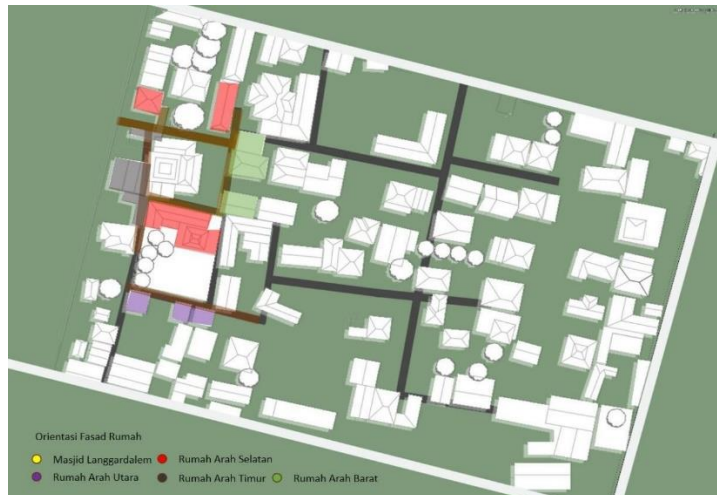 Orientasi Fasad Rumah
Masjid Langgardalem
Rumah Arah Selatan
Rumah Arah Utara
Rumah Arah Timur
Rumah Arah Barat